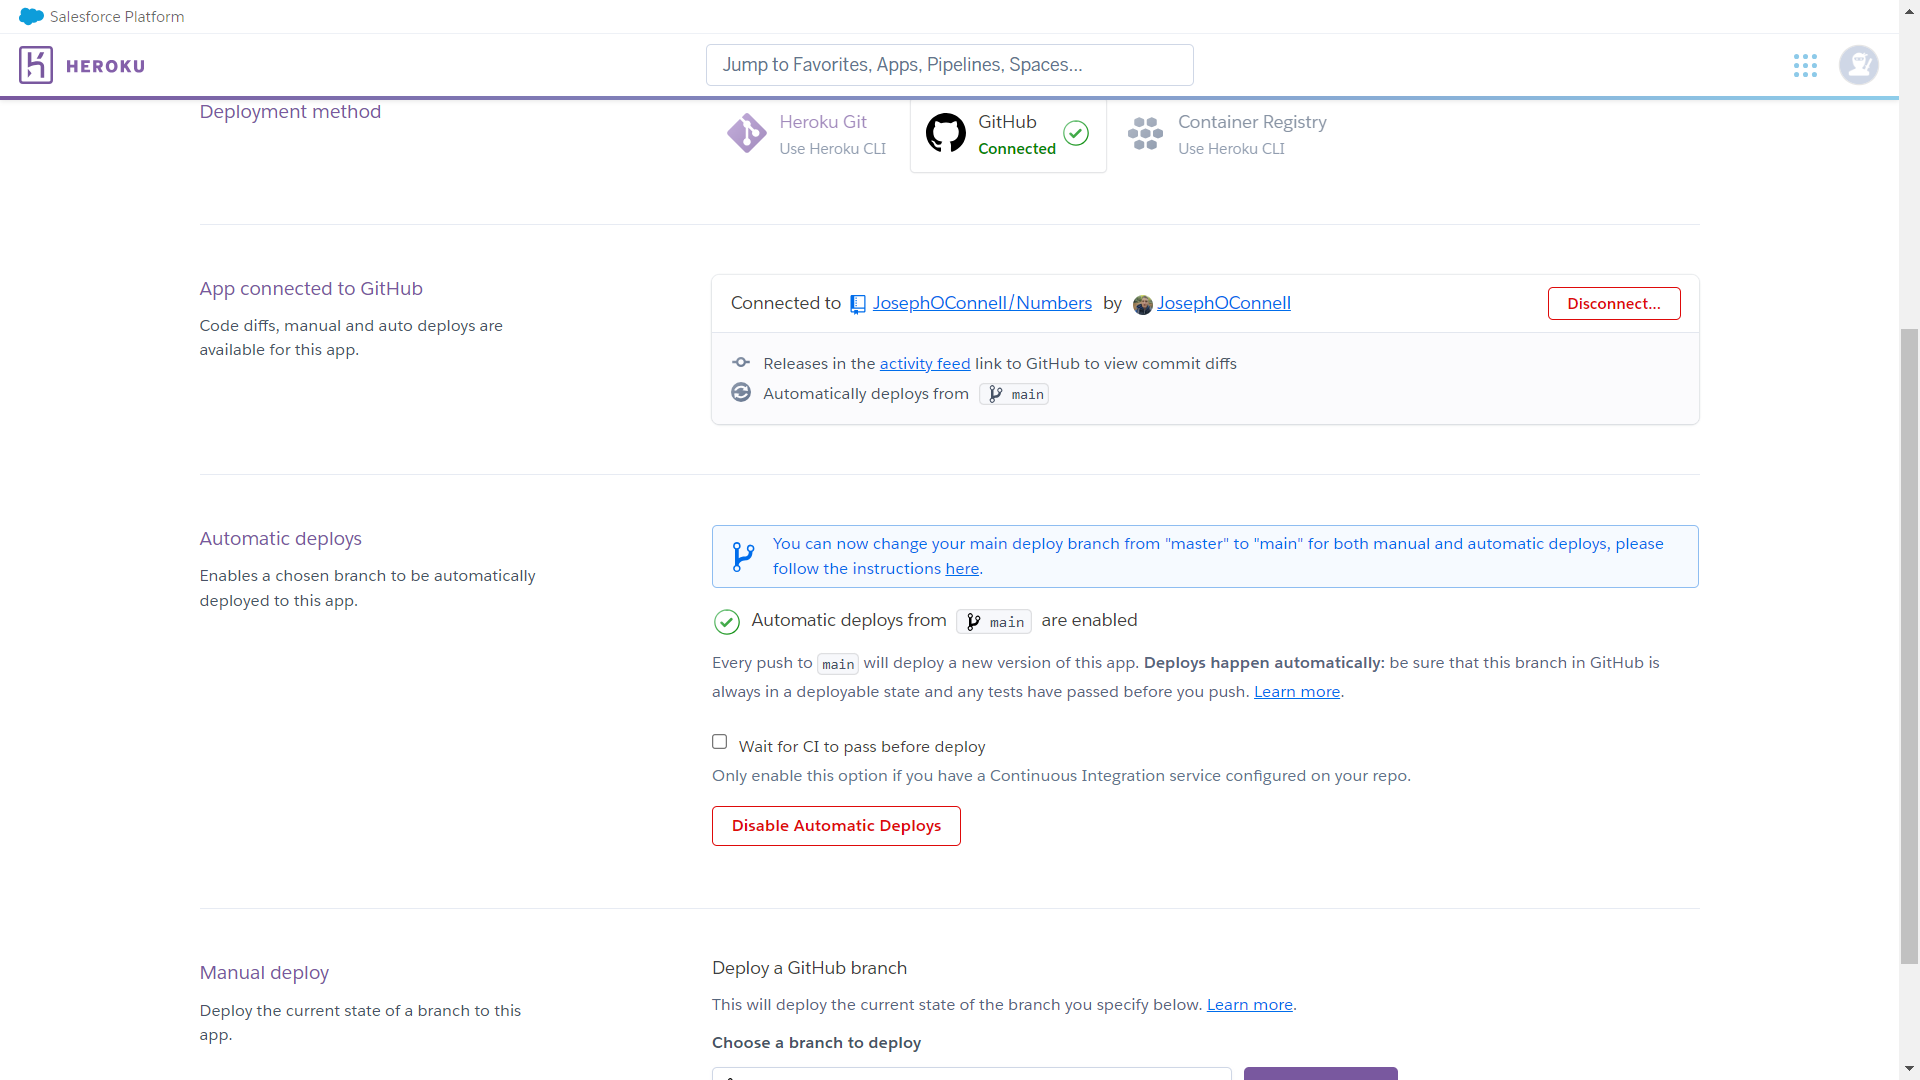 Salesforce Platform
HEROKU
Jump to Favorites, Apps, Pipelines, Spaces...
Deployment method
Heroku Git
Use Heroku CLI
GitHub
Connected
Container Registry
Use Heroku CLI
App connected to GitHub
Code diffs, manual and auto deploys are
available for this app.
Connected to JosephOConnell/Numbers by JosephOConnell
Disconnect...
Releases in the activity feed link to GitHub to view commit diffs
Automatically deploys from main
Automatic deploys
Enables a chosen branch to be automatically
deployed to this app.
You can now change your main deploy branch from "master" to "main" for both manual and automatic deploys, please
follow the instructions here.
Automatic deploys from main are enabled
Every push to main will deploy a new version of this app. Deploys happen automatically: be sure that this branch in GitHub is
always in a deployable state and any tests have passed before you push. Learn more.
Wait for CI to pass before deploy
Only enable this option if you have a Continuous Integration service configured on your repo.
Disable Automatic Deploys
Manual deploy
Deploy the current state of a branch to this
app.
Deploy a GitHub branch
This will deploy the current state of the branch you specify below. Learn more.
Choose a branch to deploy